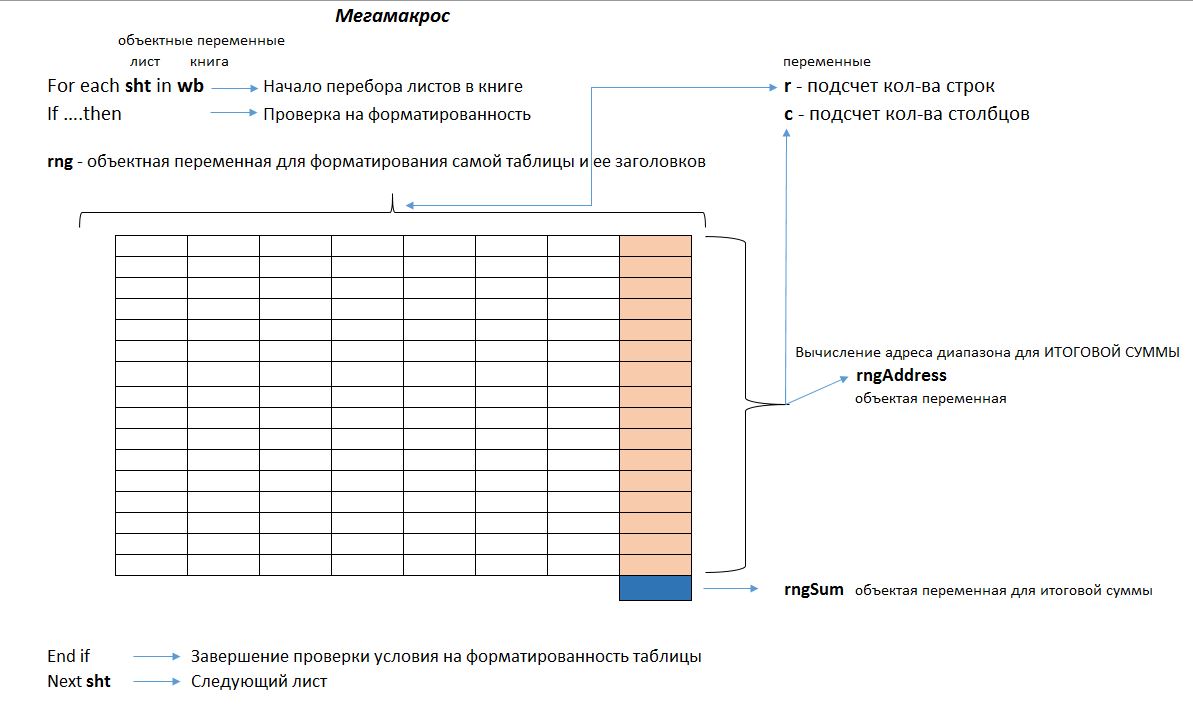 Мегамакрос
объектные переменные
лист книга
For each sht in wb Начало перебора листов в книге
If ....then Проверка на форматированность
переменные
r - подсчет кол-ва строк
c - подсчет кол-ва столбцов
rng - объектная переменная для форматирования самой таблицы и ее заголовков
Вычисление адреса диапазона для ИТОГОВОЙ СУММЫ
rngAddress
объектая переменная
rngSum объектая переменная для итоговой суммы
End if Завершение проверки условия на форматированность таблицы
Next sht Следующий лист